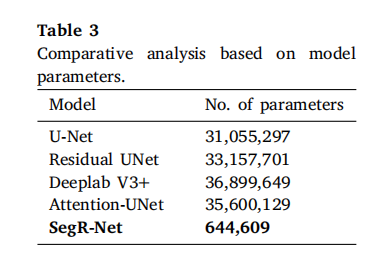 Table 3
Comparative analysis based on model
parameters.
Model No. of parameters
U-Net 31,055,297
Residual UNet 33,157,701
Deeplab V3+ 36,899,649
Attention-UNet 35,600,129
SegR-Net 644,609